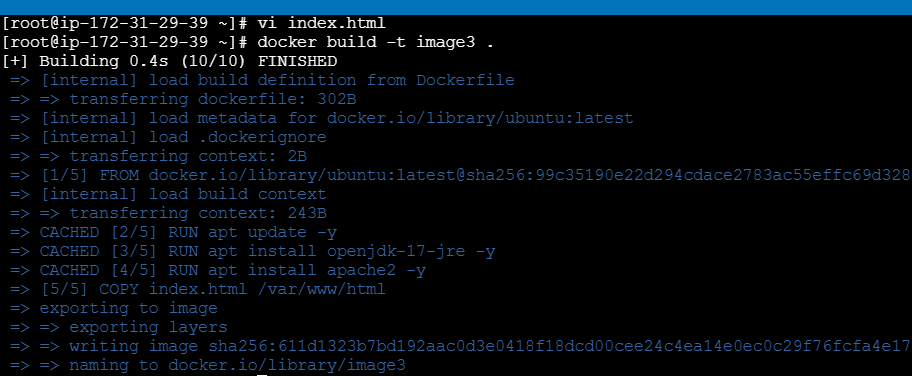 [root@ip-172-31-29-39 ~]# vi index.html
[root@ip-172-31-29-39 ~]# docker build -t image3 .
[+] Building 0.4s (10/10) FINISHED
=> [internal] load build definition from Dockerfile
=> => transferring dockerfile: 302B
=> [internal] load metadata for docker.io/library/ubuntu:latest
=> [internal] load .dockerignore
=> => transferring context: 2B
=> [1/5] FROM docker.io/library/ubuntu:latest@sha256:99c35190e22d294cdace2783ac55effc69d328
=> [internal] load build context
=> => transferring context: 243B
=> CACHED [2/5] RUN apt update -y
=> CACHED [3/5] RUN apt install openjdk-17-jre -y
=> CACHED [4/5] RUN apt install apache2 -y
=> [5/5] COPY index.html /var/www/html
=> exporting to image
=> => exporting layers
=> => writing image sha256:611d1323b7bd192aac0d3e0418f18dcd00cee24c4ea14e0ec0c29f76fcfa4e17
=> => naming to docker.io/library/image3